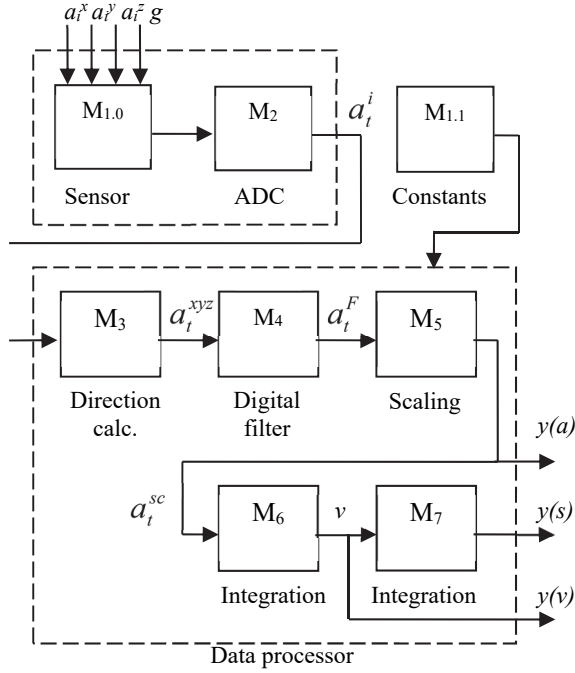 a_i^x a_i^y a_i^z g
M1.0
M2
a_t^i
M1.1
Sensor
ADC
Constants
M3
a_t^xyz
M4
a_t^F
M5
Direction
calc.
Digital
filter
Scaling
y(a)
a_t^sc
M6
v
M7
y(s)
Integration
Integration
y(v)
Data processor